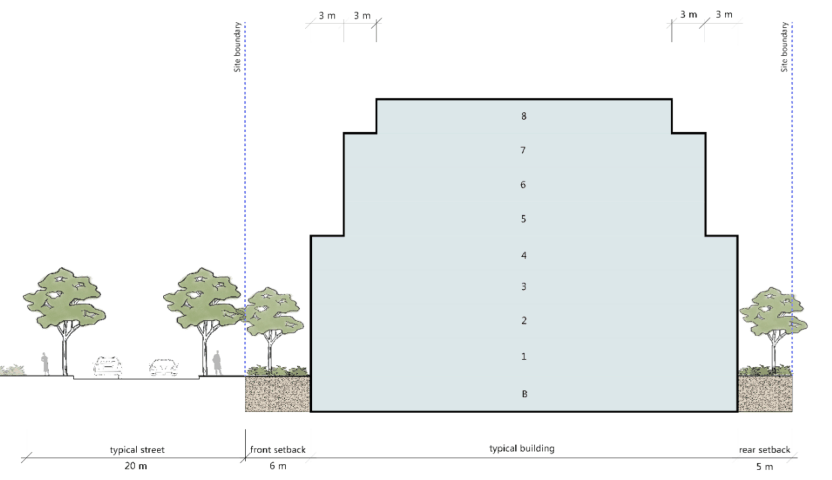 3 m 3 m
3 m 3 m
Site boundary
Site boundary
8
7
6
5
4
3
2
1
B
typical street
front setback
typical building
rear setback
20 m
6 m
5 m